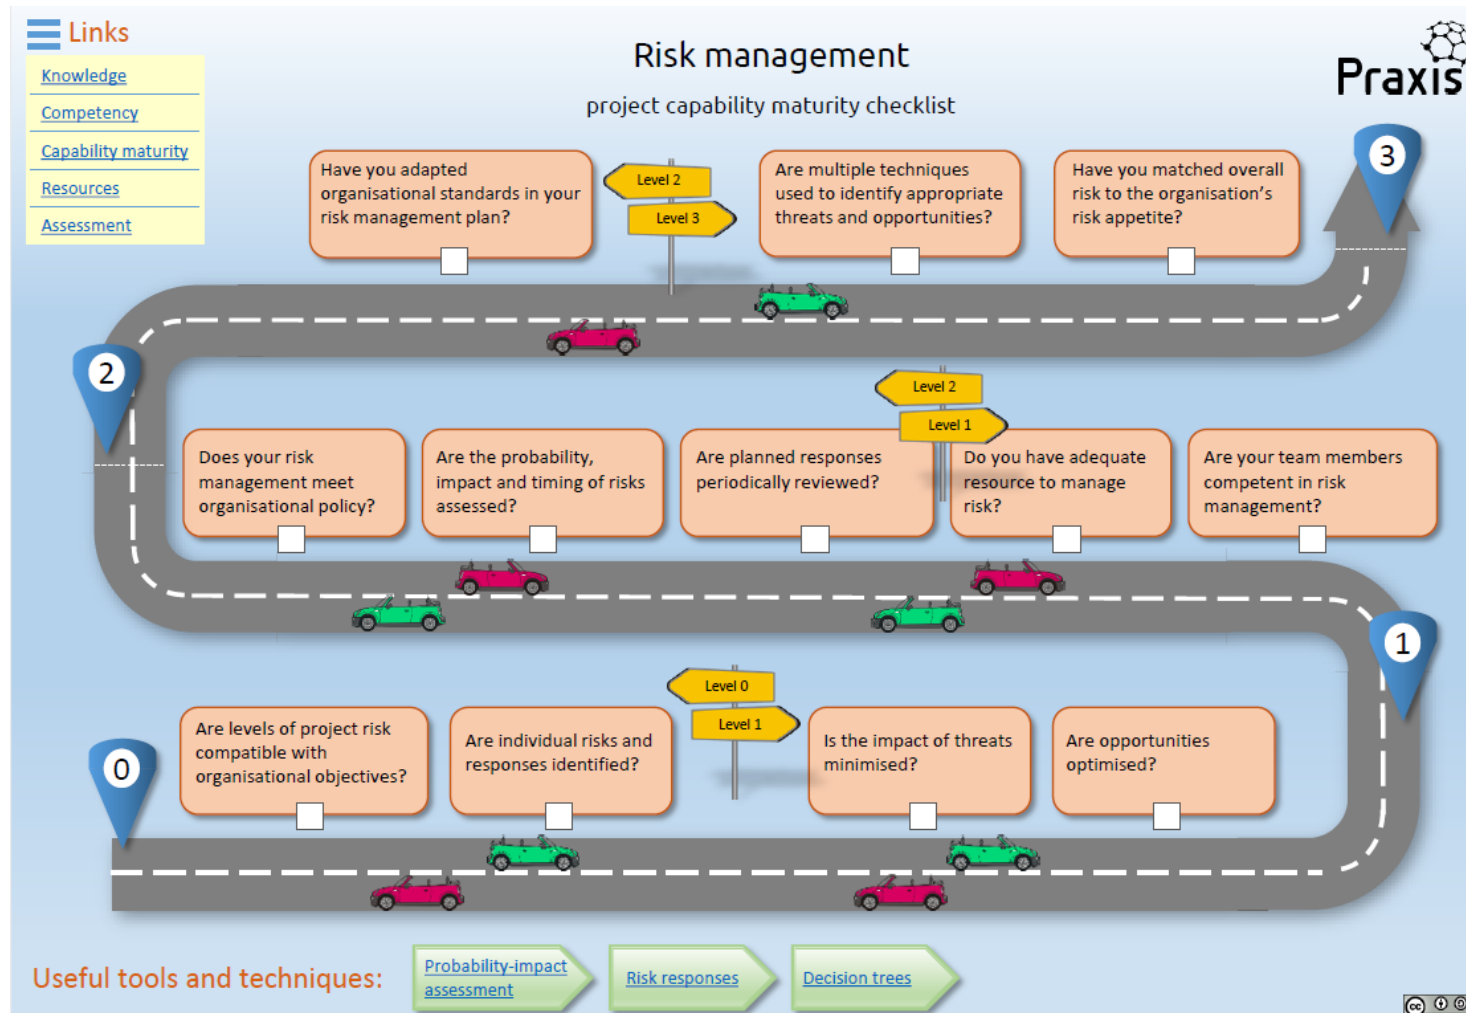 Links
Knowledge
Competency
Capability maturity
Resources
Assessment
Risk management
project capability maturity checklist
Praxis
Have you adapted
organisational standards in your
risk management plan?
Level 2
Level 3
Are multiple techniques
used to identify appropriate
threats and opportunities?
Have you matched overall
risk to the organisation's
risk appetite?
3
2
Does your risk
management meet
organisational policy?
Are the probability,
impact and timing of risks
assessed?
Are planned responses
periodically reviewed?
Level 2
Level 1
Do you have adequate
resource to manage
risk?
Are your team members
competent in risk
management?
1
0
Are levels of project risk
compatible with
organisational objectives?
Are individual risks and
responses identified?
Level 0
Level 1
Is the impact of threats
minimised?
Are opportunities
optimised?
Useful tools and techniques:
Probability-impact
assessment
Risk responses
Decision trees
cc